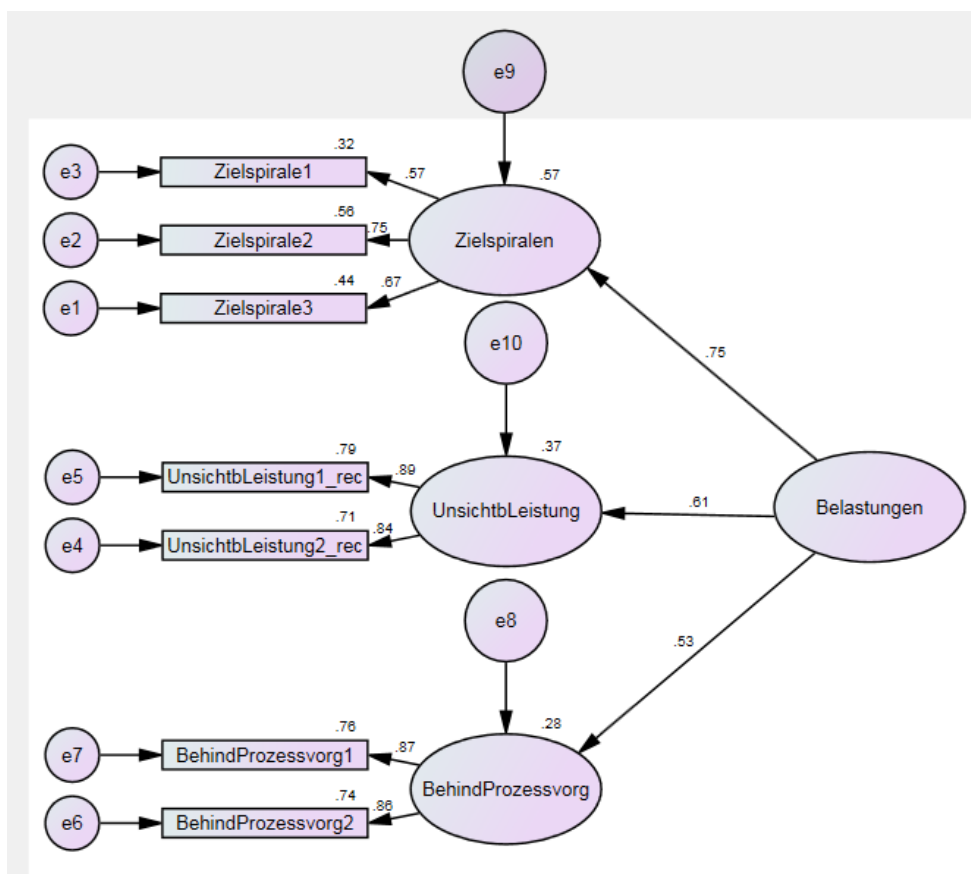 e9
.32
e3
Zielspirale1
.57
.57
.56
e2
Zielspirale2
.75
Zielspiralen
.44
e1
Zielspirale3
.67
e10
.75
.79
.37
e5
UnsichtbLeistung1_rec
.89
UnsichtbLeistung
.61
Belastungen
.71
e4
UnsichtbLeistung2_rec
.84
e8
.53
.76
.28
e7
BehindProzessvorg1
.87
BehindProzessvorg
.74
e6
BehindProzessvorg2
.86